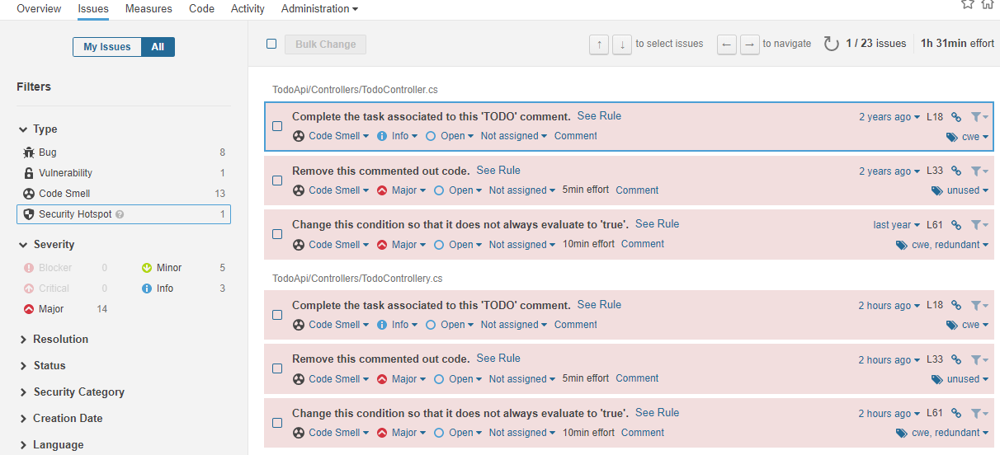 Overview Issues Measures Code Activity Administration
My Issues All
Bulk Change ↑ ↓ to select issues ← → to navigate 1 / 23 issues 1h 31min effort
Filters
Type
Bug 8
Vulnerability 1
Code Smell 13
Security Hotspot ? 1
Severity
Blocker 0 Minor 5
Critical 0 Info 3
Major 14
Resolution
Status
Security Category
Creation Date
Language
TodoApi/Controllers/TodoController.cs
Complete the task associated to this 'TODO' comment. See Rule 2 years ago L18
Code Smell Info Open Not assigned Comment cwe
Remove this commented out code. See Rule 2 years ago L33
Code Smell Major Open Not assigned 5min effort Comment unused
Change this condition so that it does not always evaluate to 'true'. See Rule last year L61
Code Smell Major Open Not assigned 10min effort Comment cwe, redundant
TodoApi/Controllers/TodoControllery.cs
Complete the task associated to this 'TODO' comment. See Rule 2 hours ago L18
Code Smell Info Open Not assigned Comment cwe
Remove this commented out code. See Rule 2 hours ago L33
Code Smell Major Open Not assigned 5min effort Comment unused
Change this condition so that it does not always evaluate to 'true'. See Rule 2 hours ago L61
Code Smell Major Open Not assigned 10min effort Comment cwe, redundant